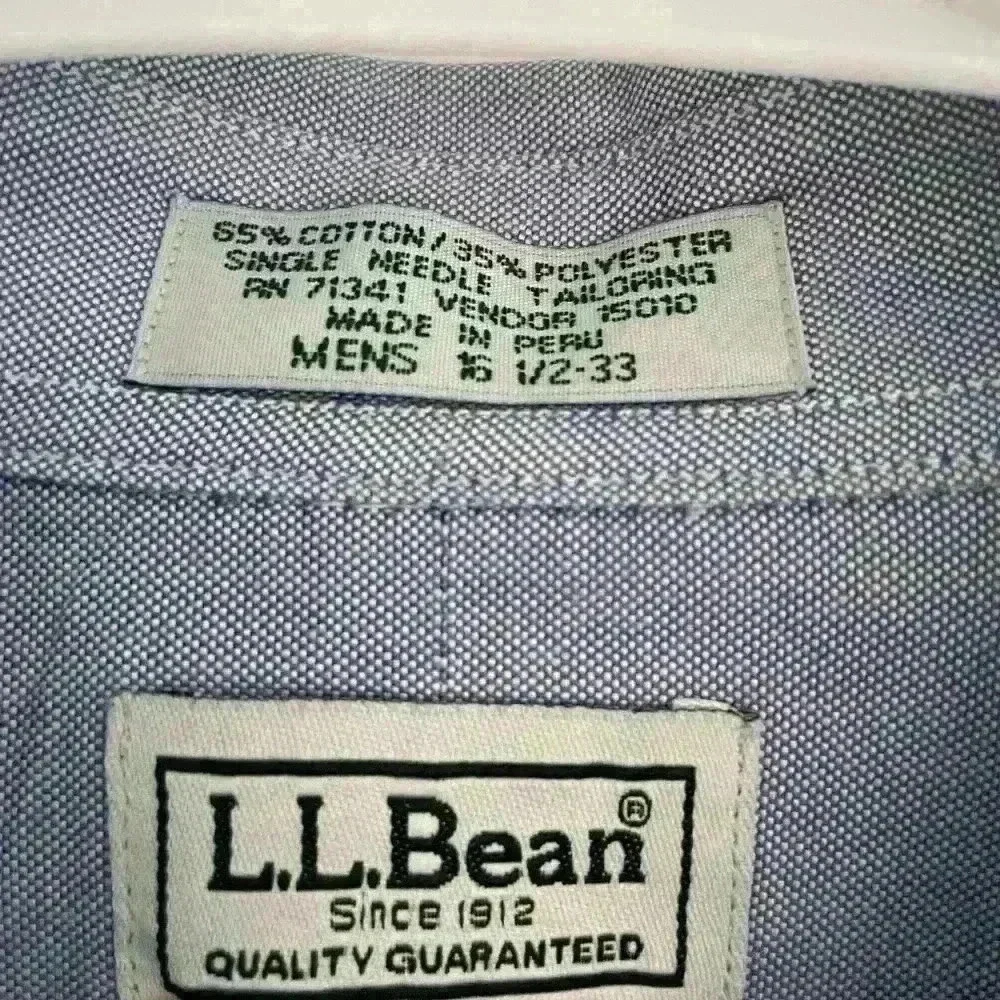 65% COTTON / 35% POLYESTER
SINGLE NEEDLE TAILORING
RN 71341 VENDOR 15010
MADE IN PERU
MENS 16 1/2-33
L.L.Bean®
Since 1912
QUALITY GUARANTEED